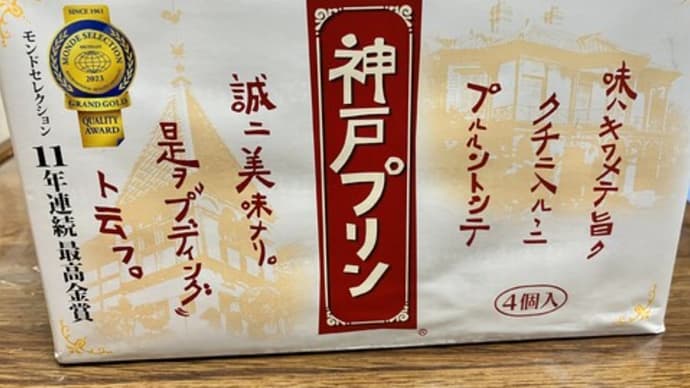 味ハキワメテ旨ク
クチニ入ルヽニ
プルルントシテ
4個入
神戸プリン
®
誠ニ美味ナリ。
是ヲ〝プディング〟
ト云フ。
モンドセレクション
11年連続最高金賞
SINCE 1961
MONDE SELECTION
2023
GRAND GOLD
QUALITY
AWARD